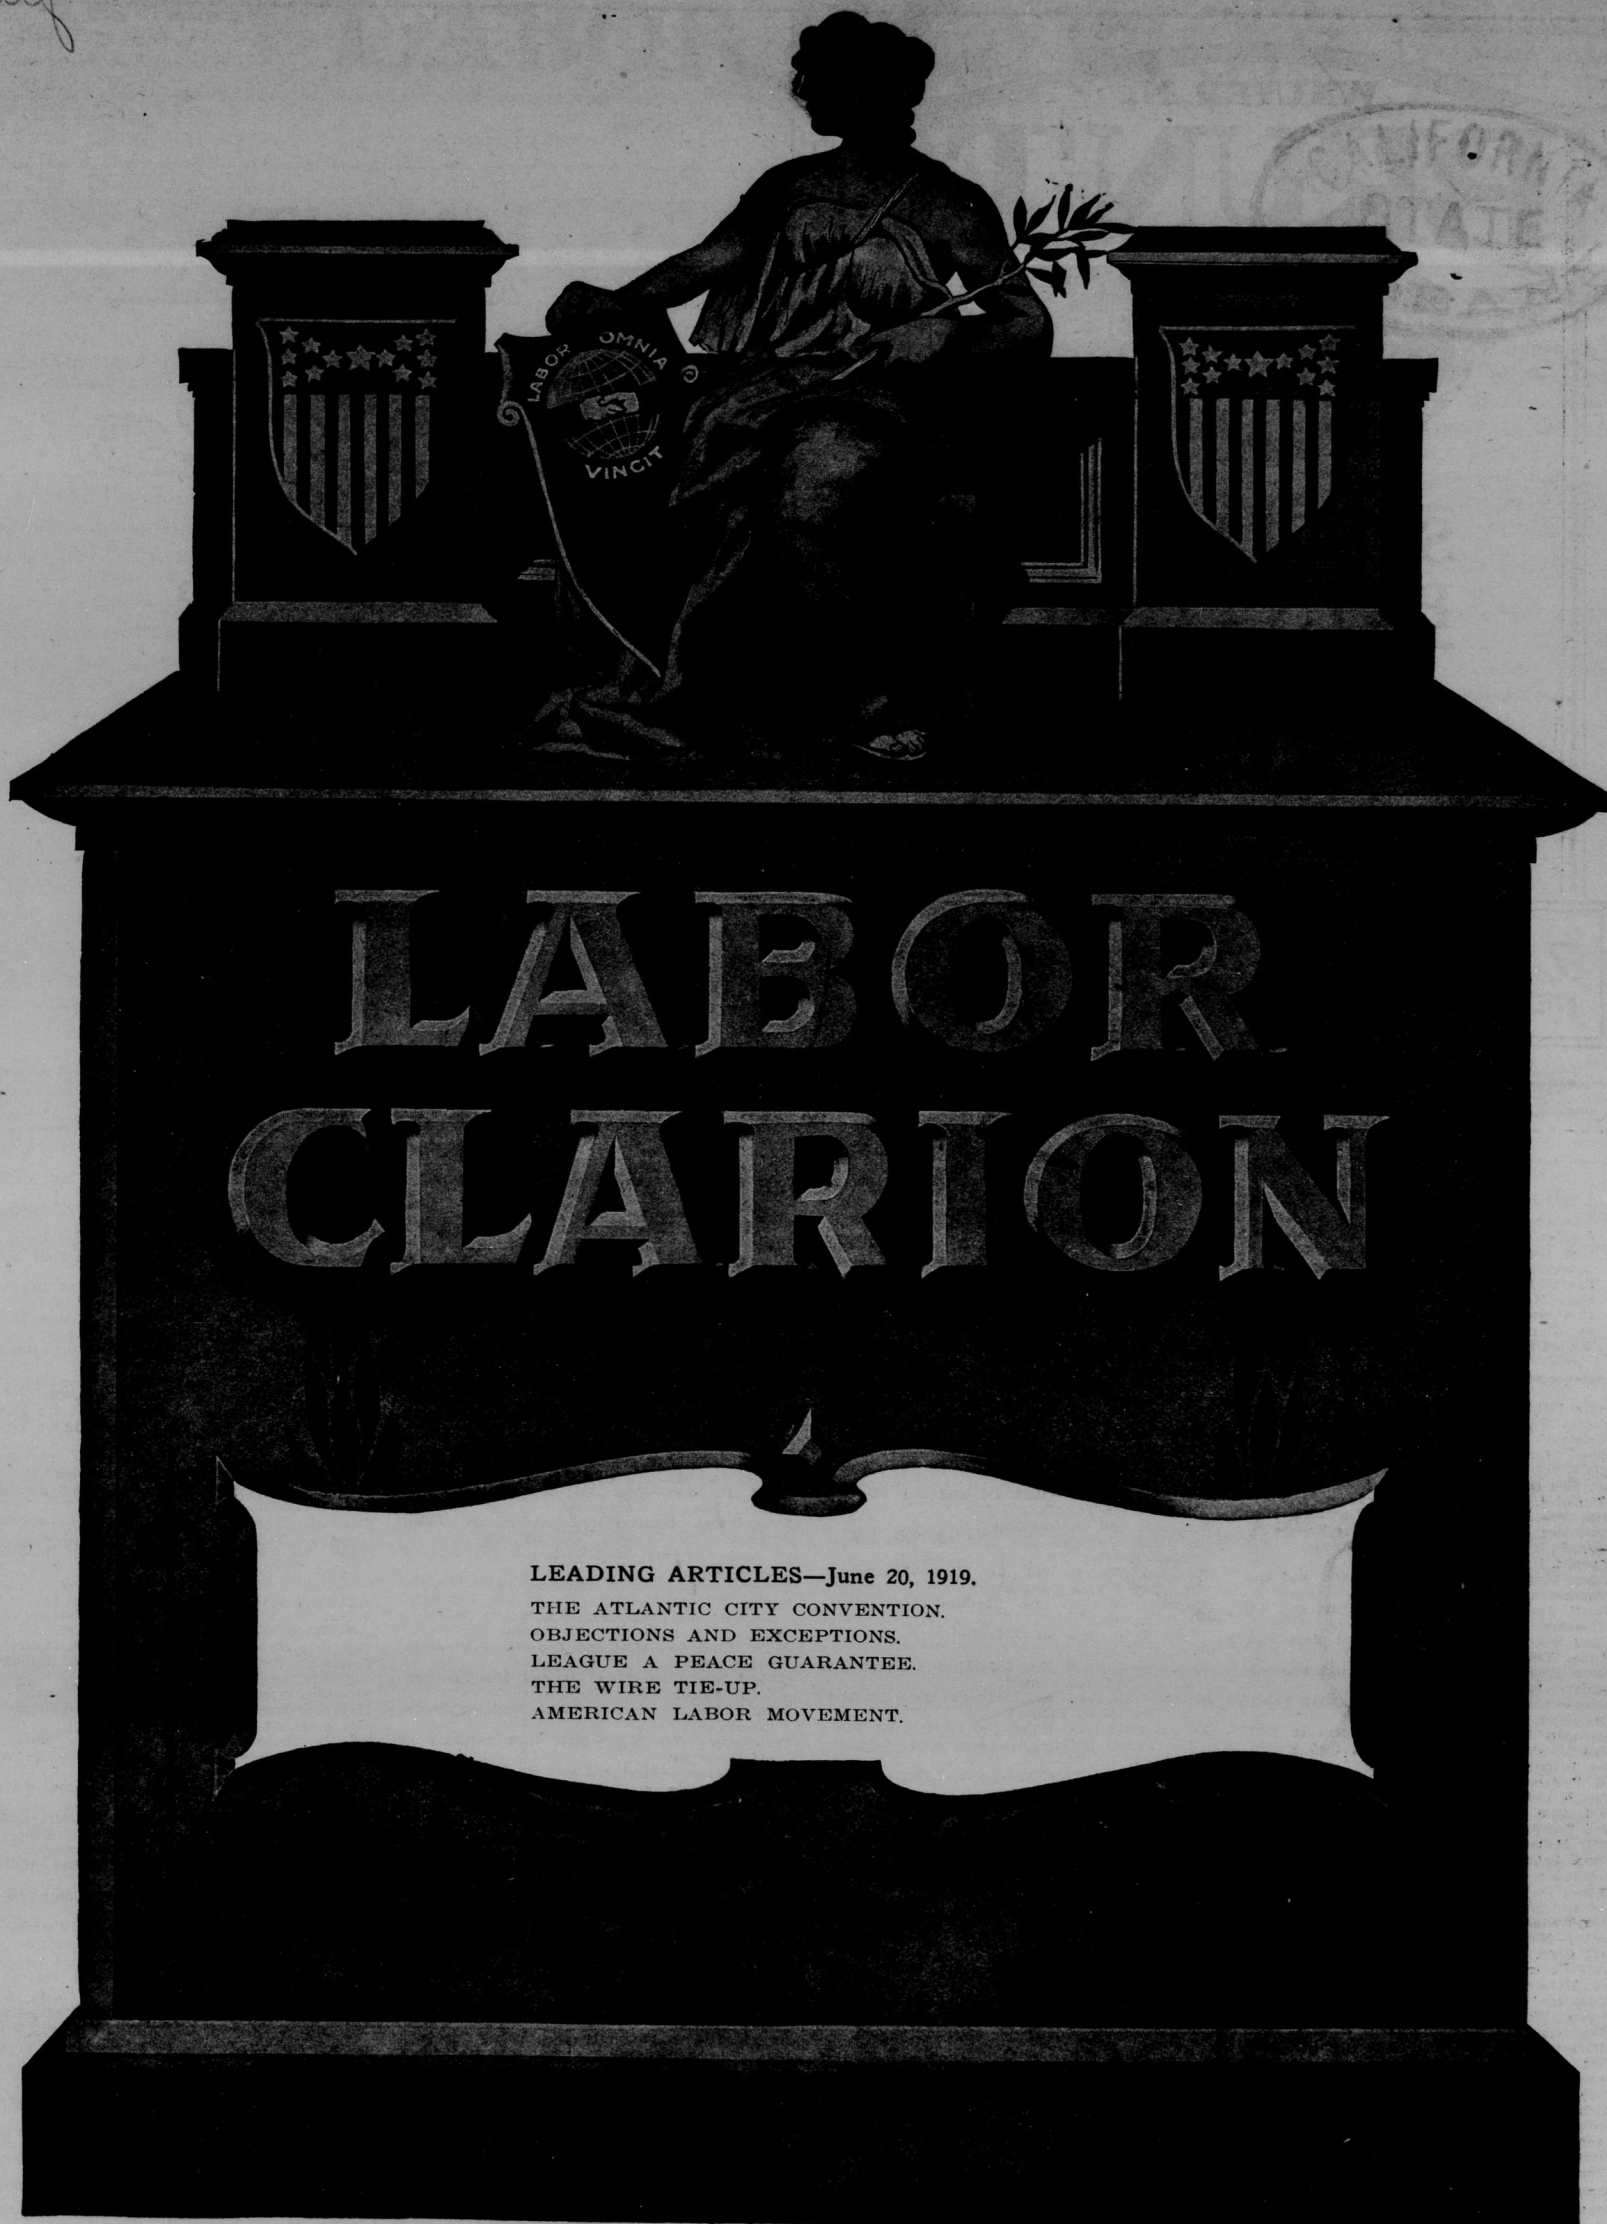 LABOR OMNIA
VINCIT
LABOR
CLARION
LEADING ARTICLES—June 20, 1919.
THE ATLANTIC CITY CONVENTION.
OBJECTIONS AND EXCEPTIONS.
LEAGUE A PEACE GUARANTEE.
THE WIRE TIE-UP.
AMERICAN LABOR MOVEMENT.